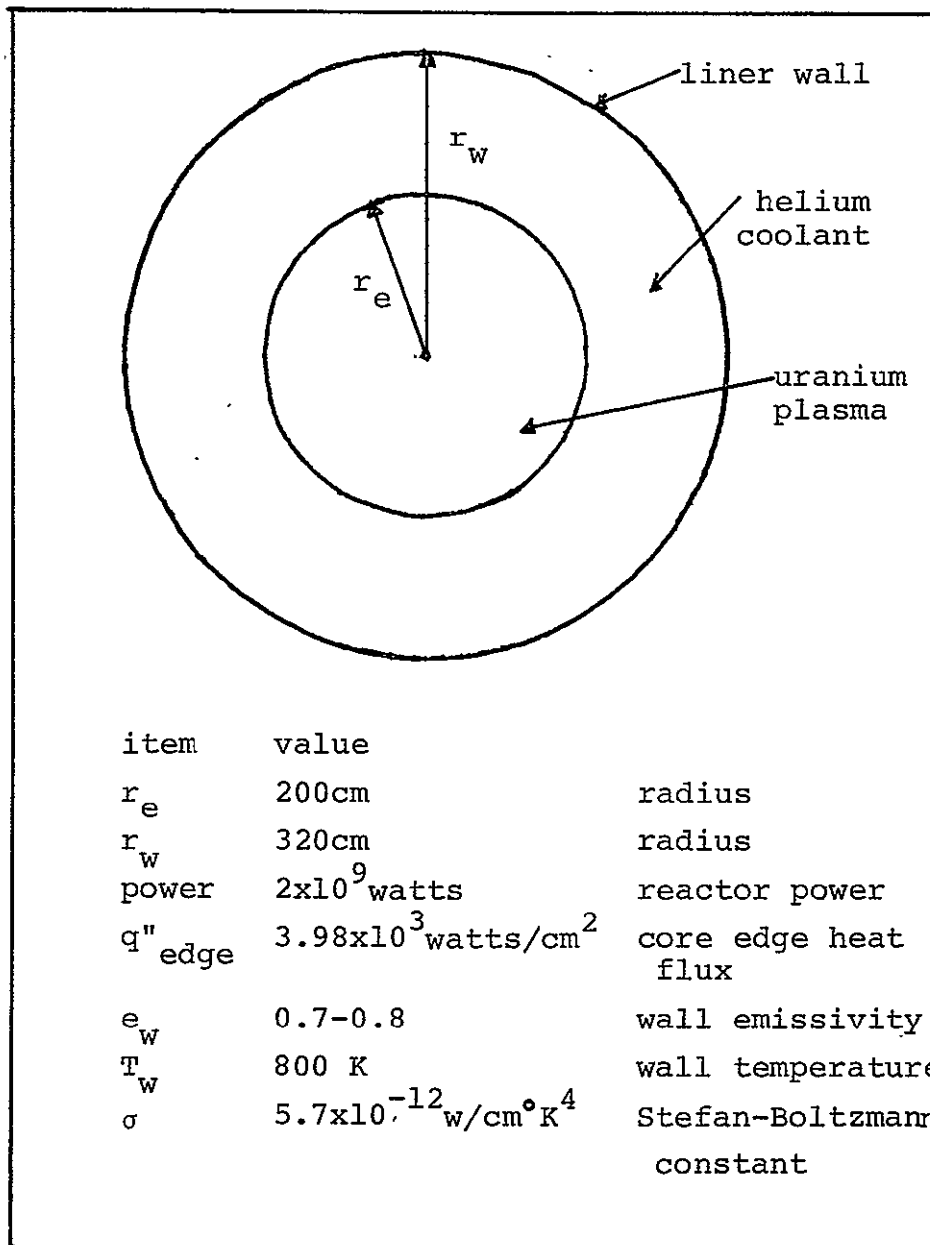 liner wall
r_w
helium
coolant
r_e
uranium
plasma
item value
r_e 200cm radius
r_w 320cm radius
power 2x10^9 watts reactor power
q"_edge 3.98x10^3 watts/cm^2 core edge heat
flux
e_w 0.7-0.8 wall emissivity
T_w 800 K wall temperature
σ 5.7x10^-12 w/cm°K^4 Stefan-Boltzmann
constant